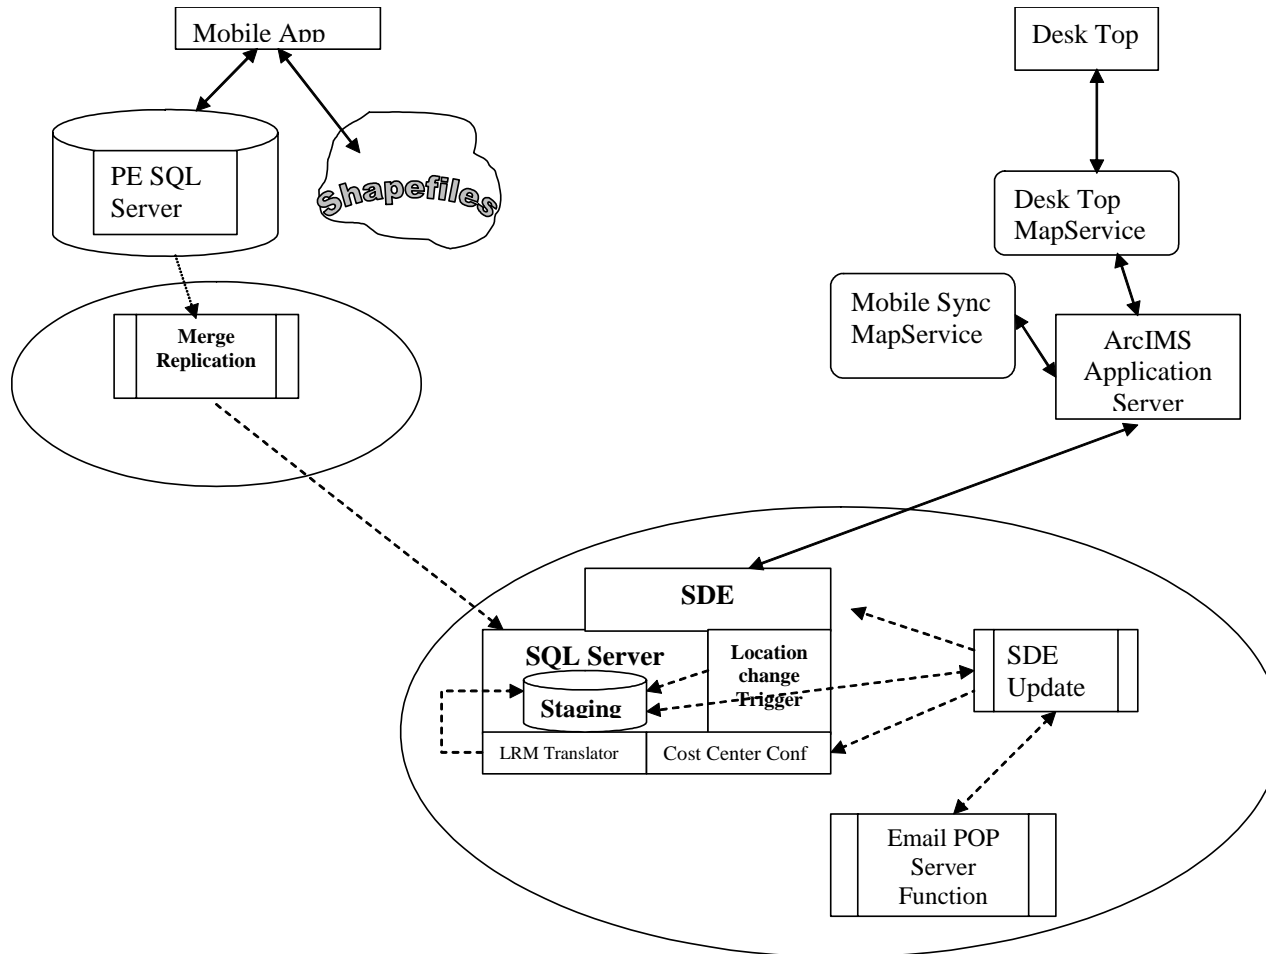 Mobile App
Desk Top
PE SQL
Server
Shapefiles
Desk Top
MapService
Mobile Sync
MapService
Merge
Replication
ArcIMS
Application
Server
SDE
SQL Server
Staging
Location
change
Trigger
SDE
Update
LRM Translator
Cost Center Conf
Email POP
Server
Function